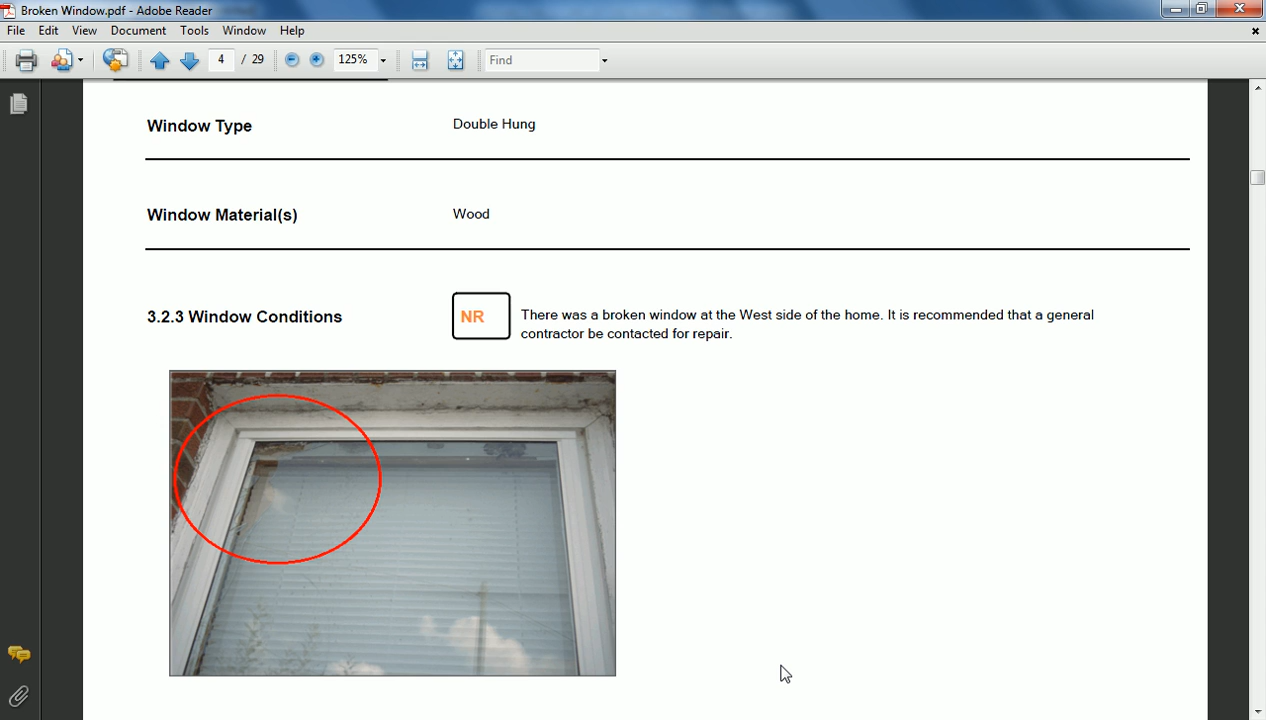 Broken Window.pdf - Adobe Reader
File Edit View Document Tools Window Help
4 / 29 125% Find
Window Type Double Hung
Window Material(s) Wood
3.2.3 Window Conditions NR There was a broken window at the West side of the home. It is recommended that a general
contractor be contacted for repair.